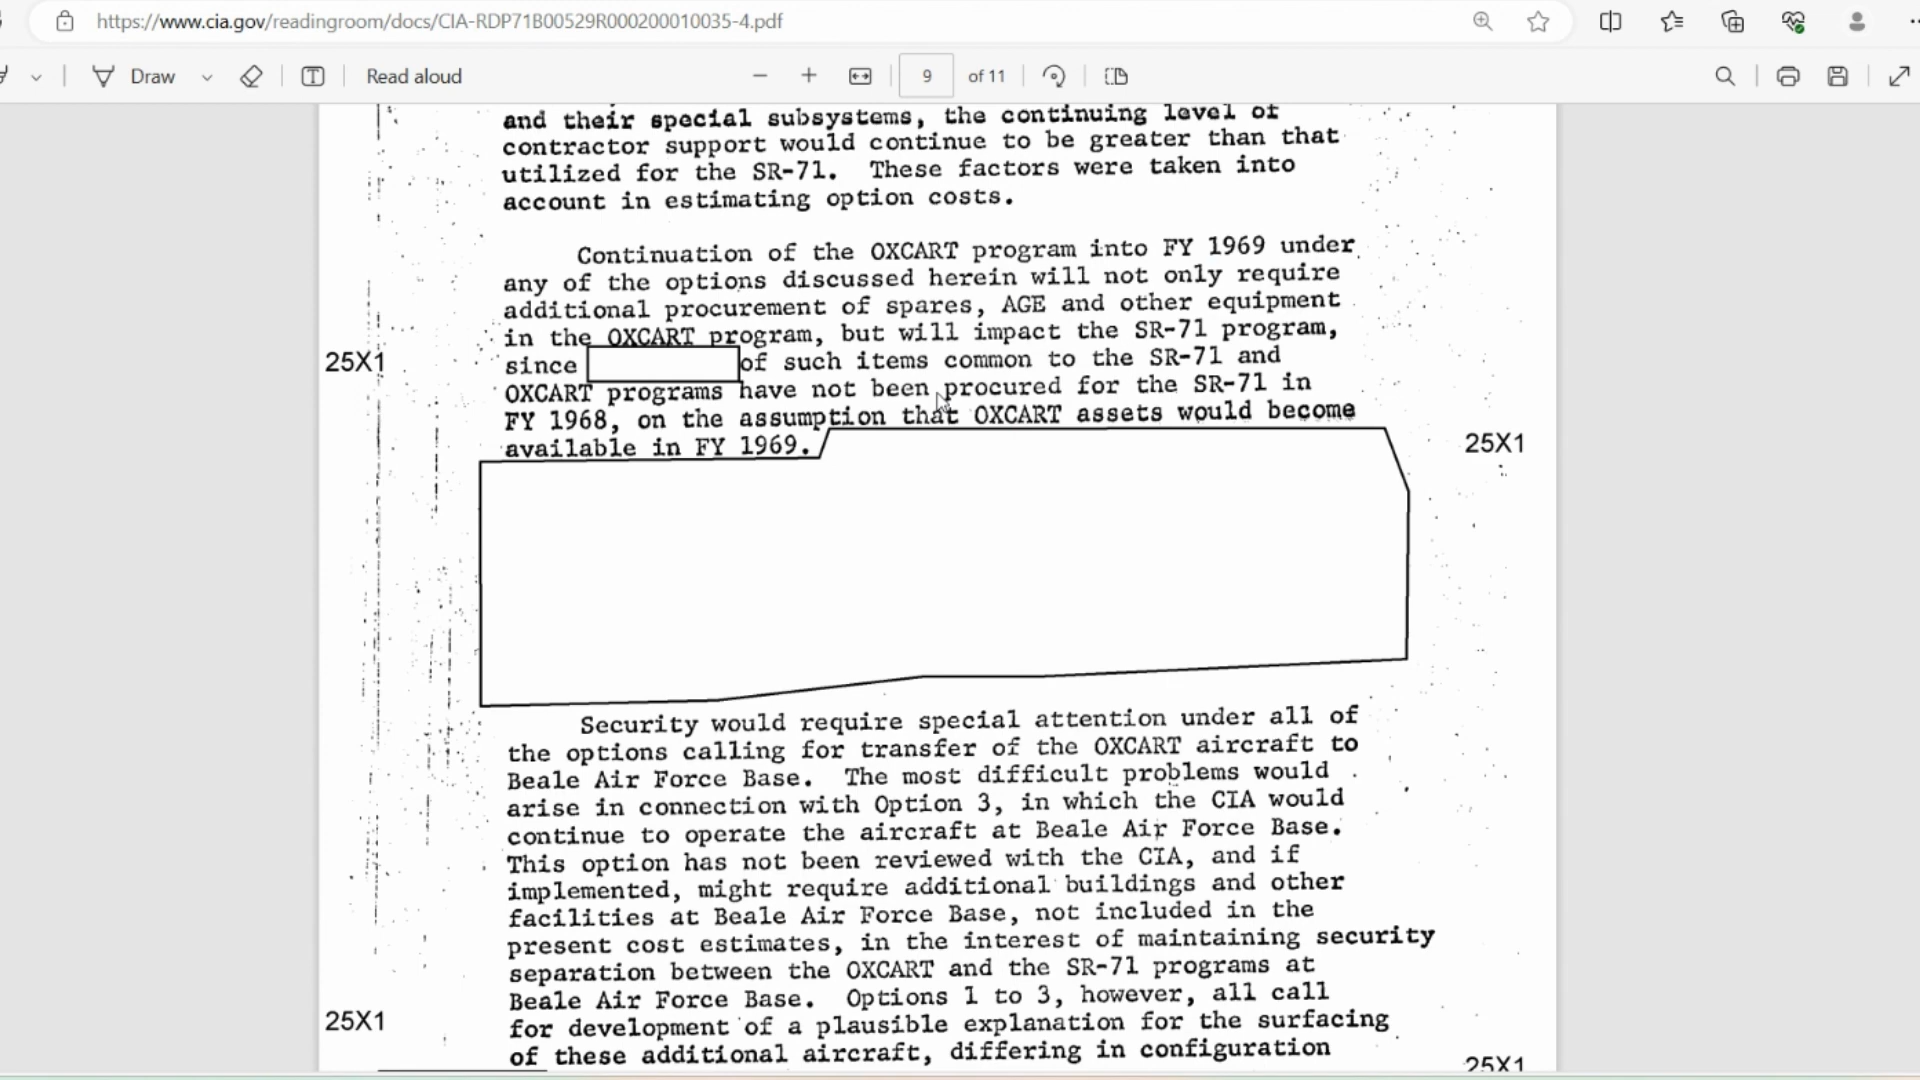 https://www.cia.gov/readingroom/docs/CIA-RDP71B00529R000200010035-4.pdf
Draw
Read aloud
9 of 11
and their special subsystems, the continuing level of
contractor support would continue to be greater than that
utilized for the SR-71. These factors were taken into
account in estimating option costs.
Continuation of the OXCART program into FY 1969 under
any of the options discussed herein will not only require
additional procurement of spares, AGE and other equipment
in the OXCART program, but will impact the SR-71 program,
25X1 since of such items common to the SR-71 and
OXCART programs have not been procured for the SR-71 in
FY 1968, on the assumption that OXCART assets would become
available in FY 1969.
25X1
Security would require special attention under all of
the options calling for transfer of the OXCART aircraft to
Beale Air Force Base. The most difficult problems would
arise in connection with Option 3, in which the CIA would
continue to operate the aircraft at Beale Air Force Base.
This option has not been reviewed with the CIA, and if
implemented, might require additional buildings and other
facilities at Beale Air Force Base, not included in the
present cost estimates, in the interest of maintaining security
separation between the OXCART and the SR-71 programs at
Beale Air Force Base. Options 1 to 3, however, all call
25X1
for development of a plausible explanation for the surfacing
of these additional aircraft, differing in configuration
25X1